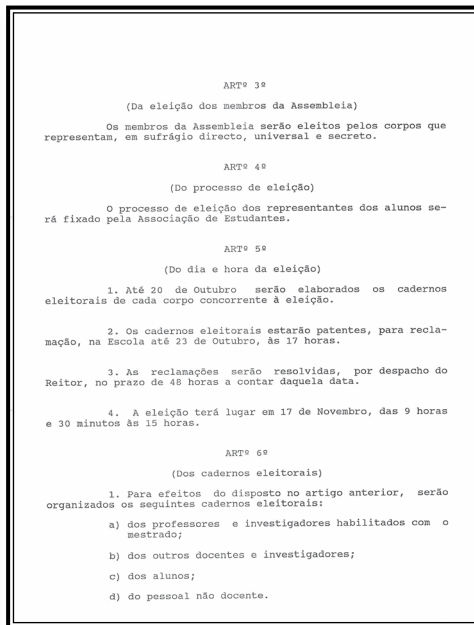 ARTº 3º
(Da eleição dos membros da Assembleia)
Os membros da Assembleia serão eleitos pelos corpos que
representam, em sufrágio directo, universal e secreto.
ARTº 4º
(Do processo de eleição)
O processo de eleição dos representantes dos alunos se-
rá fixado pela Associação de Estudantes.
ARTº 5º
(Do dia e hora da eleição)
1. Até 20 de Outubro serão elaborados os cadernos
eleitorais de cada corpo concorrente à eleição.
2. Os cadernos eleitorais estarão patentes, para recla-
mação, na Escola até 23 de Outubro, às 17 horas.
3. As reclamações serão resolvidas, por despacho do
Reitor, no prazo de 48 horas a contar daquela data.
4. A eleição terá lugar em 17 de Novembro, das 9 horas
e 30 minutos às 15 horas.
ARTº 6º
(Dos cadernos eleitorais)
1. Para efeitos do disposto no artigo anterior, serão
organizados os seguintes cadernos eleitorais:
a) dos professores e investigadores habilitados com o
mestrado;
b) dos outros docentes e investigadores;
c) dos alunos;
d) do pessoal não docente.